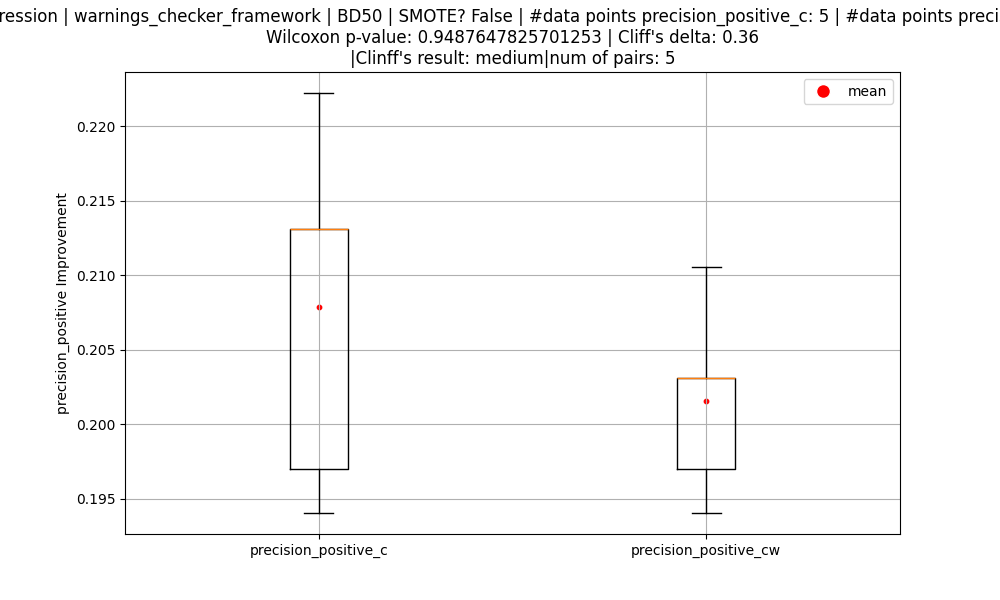 | warnings_checker_framework | BD50 | SMOTE? False | #data points precision_positive_c: 5 | #data points
Wilcoxon p-value: 0.9487647825701253 | Cliff's delta: 0.36
|Clinff's result: medium|num of pairs: 5
mean
0.220
0.215
0.210
0.205
0.200
0.195
precision_positive Improvement
precision_positive_c
precision_positive_cw